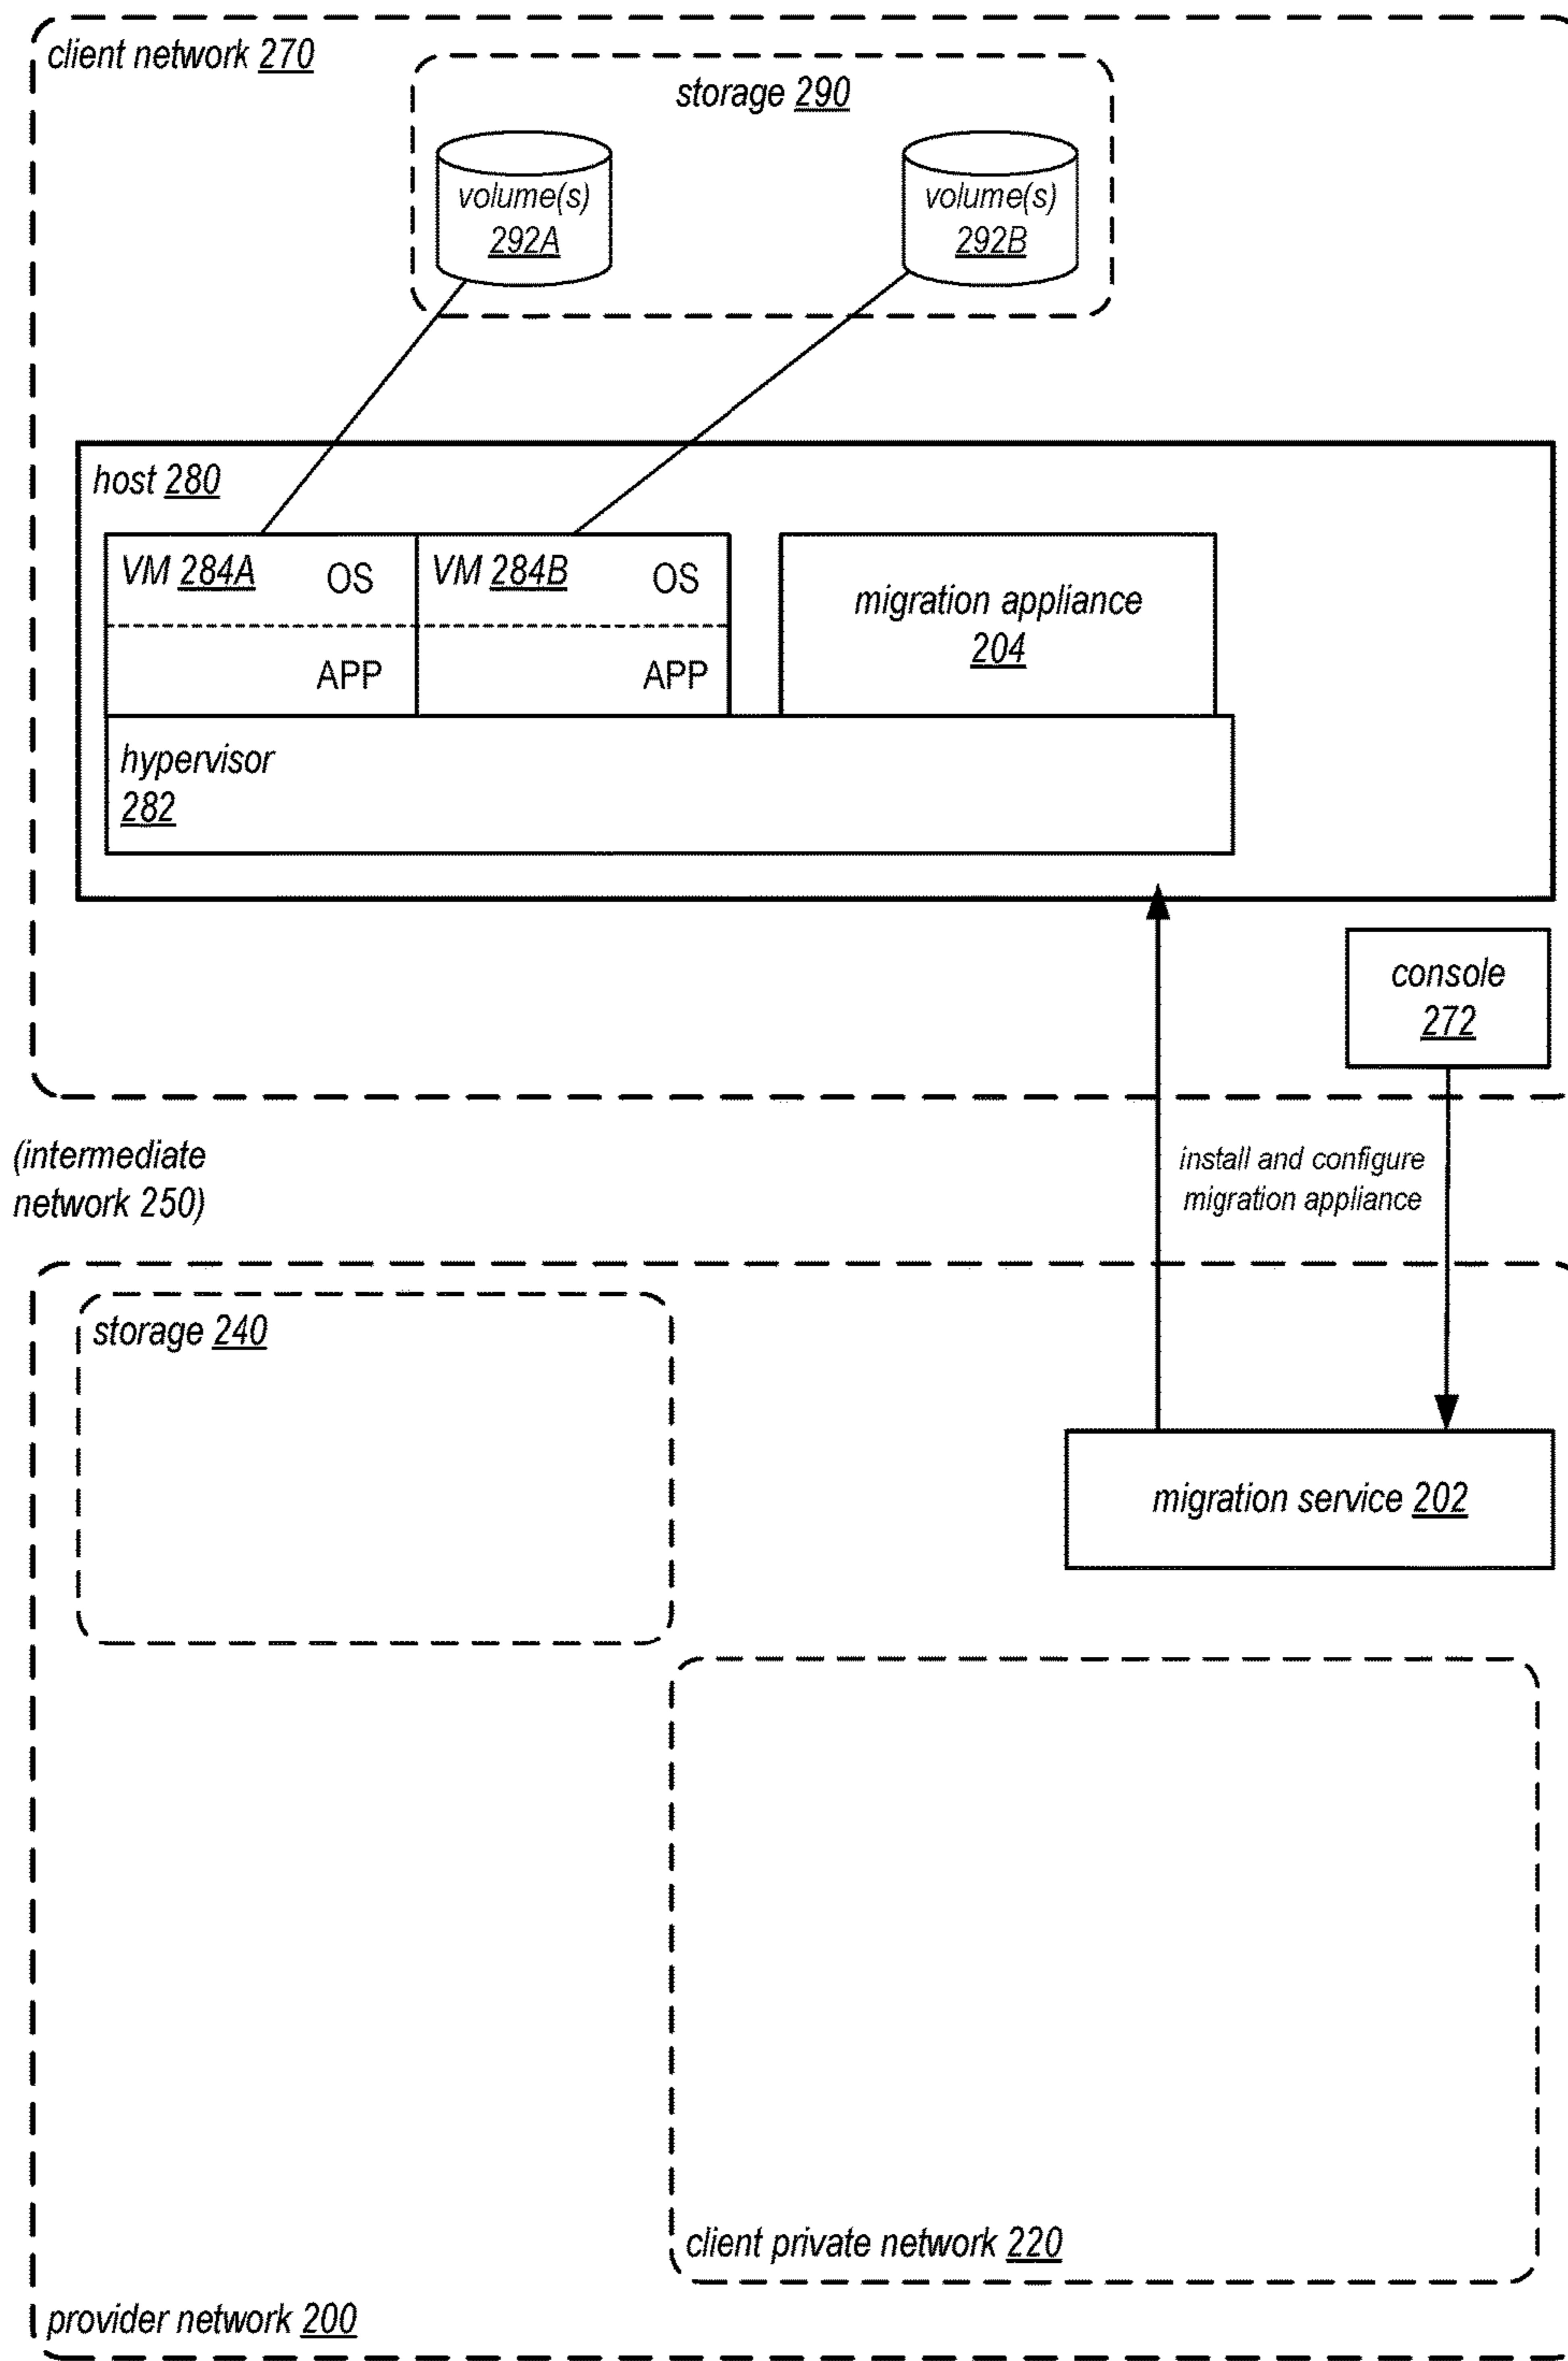 client network 270
storage 290
volume(s)
292A
volume(s)
292B
host 280
VM 284A OS
APP
VM 284B OS
APP
migration appliance
204
hypervisor
282
console
272
(intermediate
network 250)
install and configure
migration appliance
storage 240
migration service 202
client private network 220
provider network 200